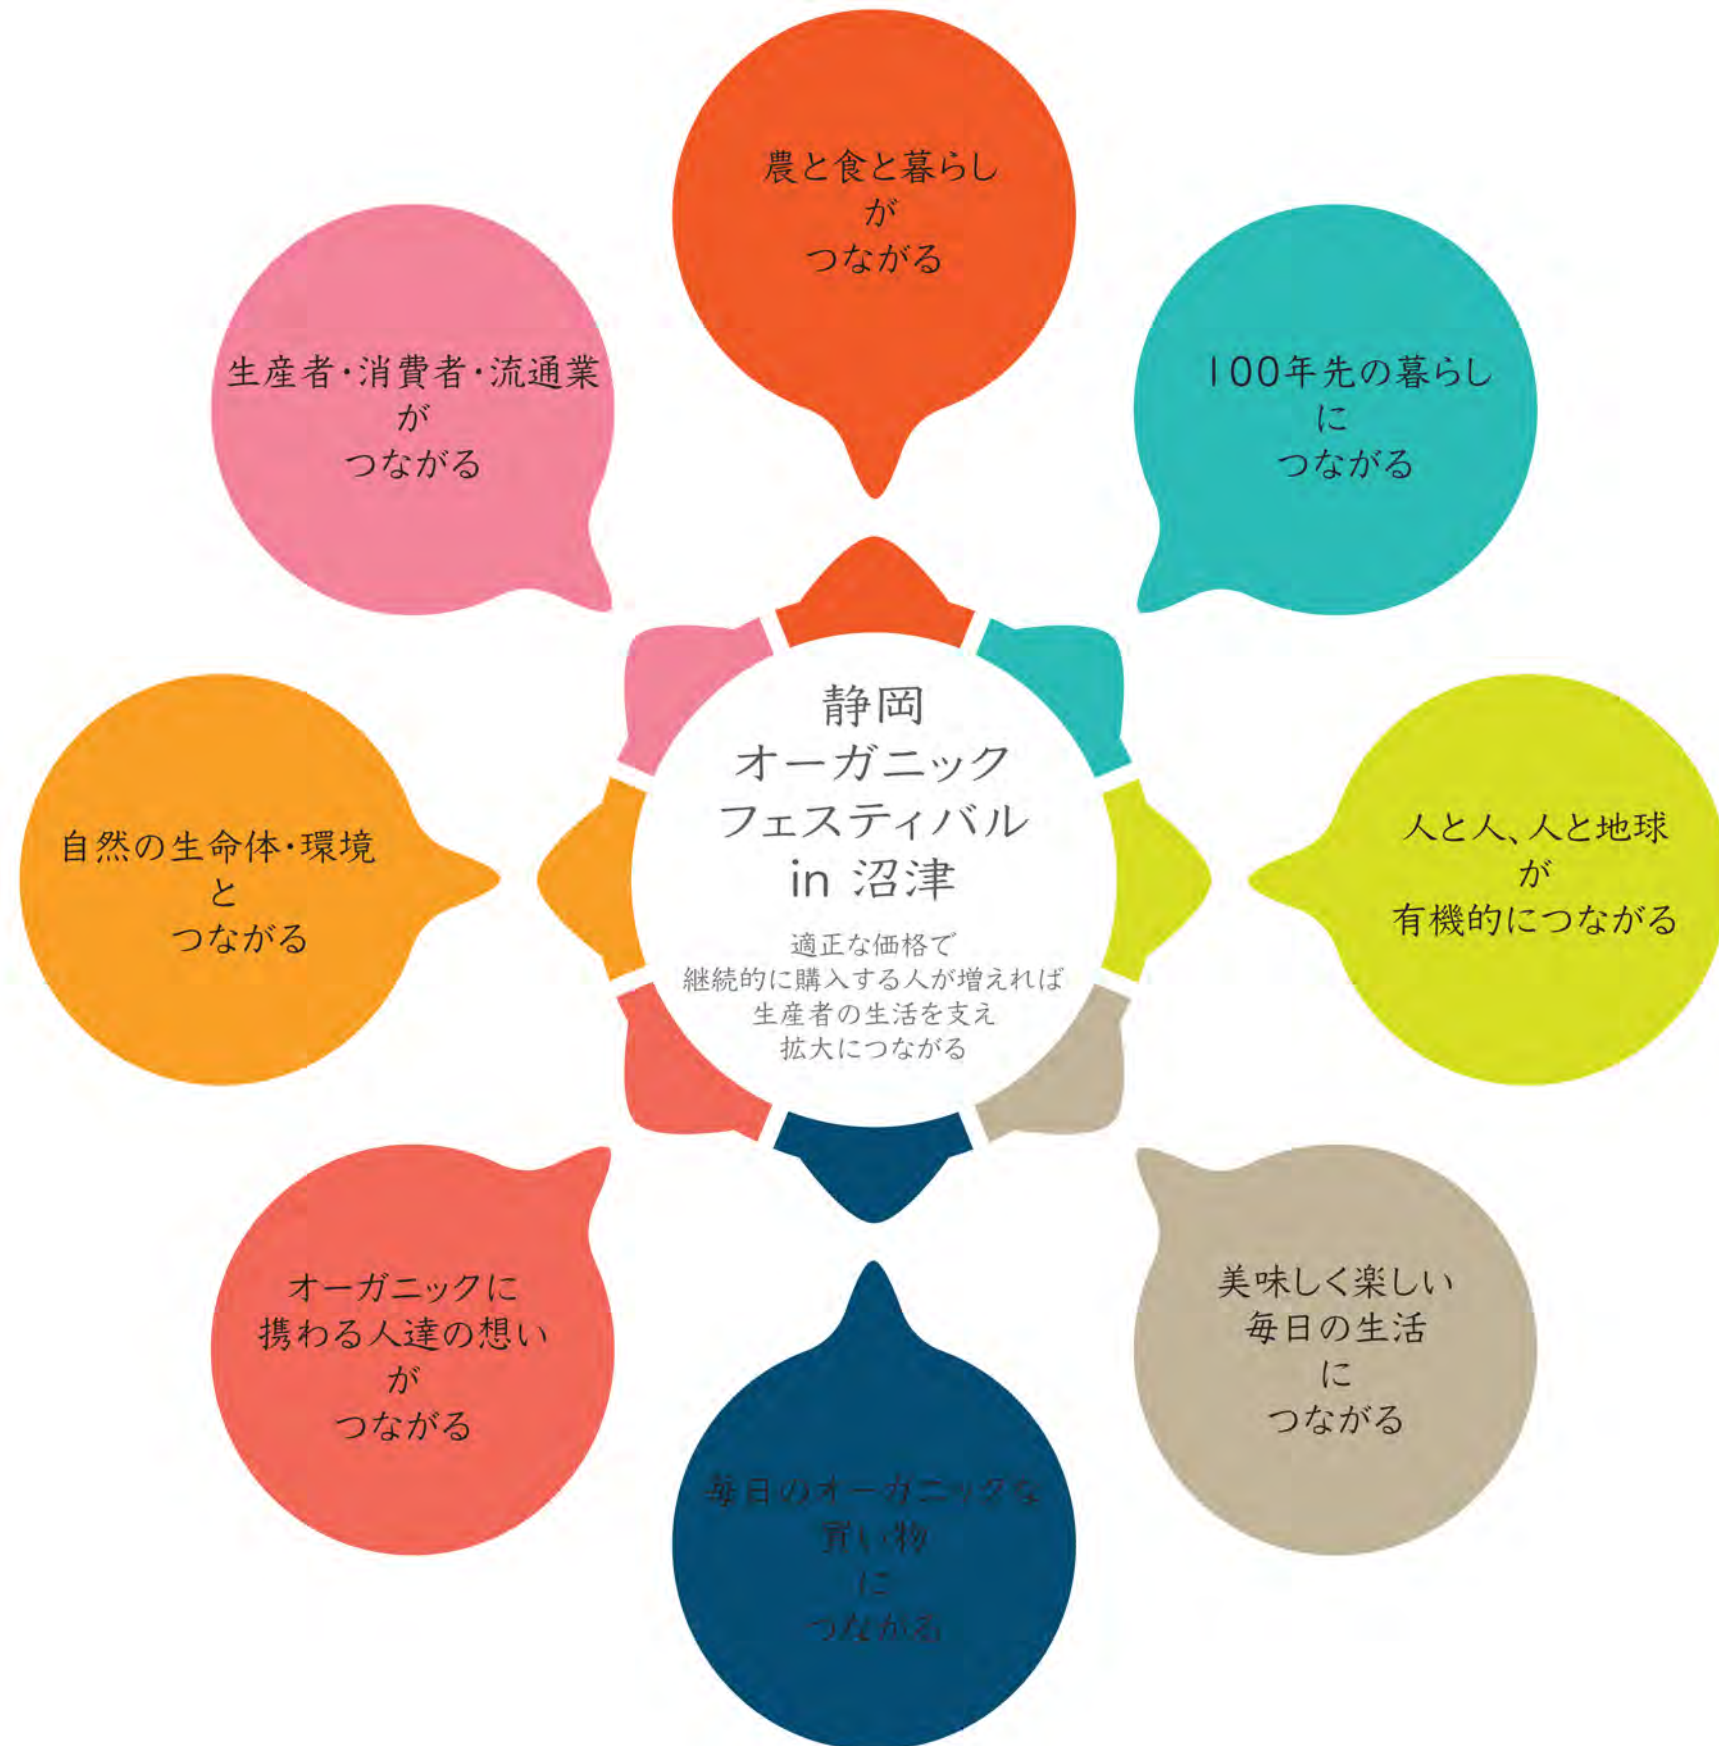 農と食と暮らし
が
つながる
100年先の暮らし
に
つながる
人と人、人と地球
が
有機的につながる
美味しく楽しい
毎日の生活
に
つながる
毎日のオーガニックな
買い物
に
つながる
オーガニックに
携わる人達の想い
が
つながる
自然の生命体・環境
と
つながる
生産者・消費者・流通業
が
つながる
静岡
オーガニック
フェスティバル
in 沼津
適正な価格で
継続的に購入する人が増えれば
生産者の生活を支え
拡大につながる